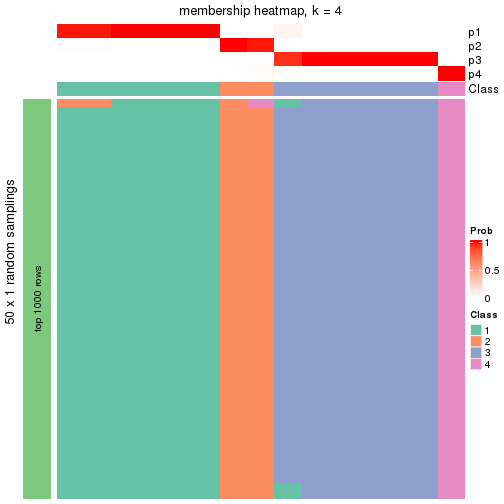 membership heatmap, k = 4
p1
p2
p3
p4
Class
50 x 1 random samplings
top 1000 rows
Prob
1
0.5
0
Class
1
2
3
4